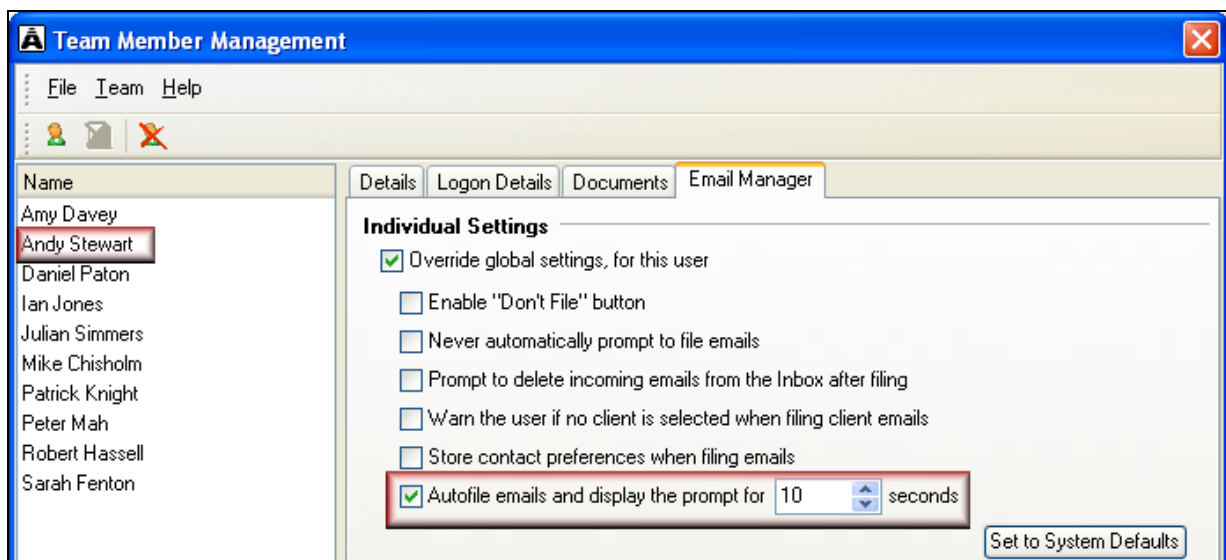 Team Member Management
File Team Help
Name
Amy Davey
Andy Stewart
Daniel Paton
Ian Jones
Julian Simmers
Mike Chisholm
Patrick Knight
Peter Mah
Robert Hassell
Sarah Fenton
Details Logon Details Documents Email Manager
Individual Settings
Override global settings, for this user
Enable "Don't File" button
Never automatically prompt to file emails
Prompt to delete incoming emails from the Inbox after filing
Warn the user if no client is selected when filing client emails
Store contact preferences when filing emails
Autofile emails and display the prompt for 10 seconds
Set to System Defaults